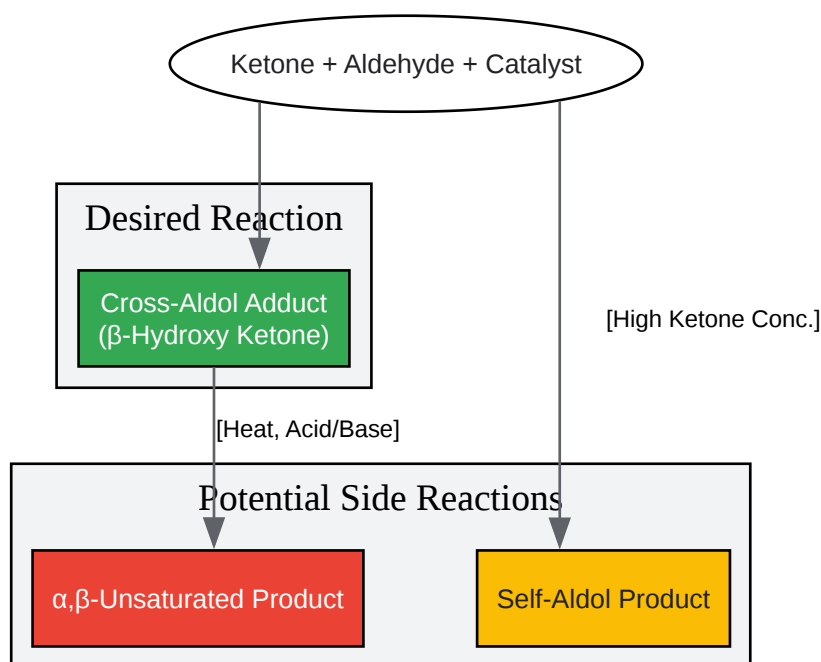 Ketone + Aldehyde + Catalyst
Desired Reaction
Cross-Aldol Adduct
(β-Hydroxy Ketone)
[High Ketone Conc.]
[Heat, Acid/Base]
Potential Side Reactions
α,β-Unsaturated Product
Self-Aldol Product